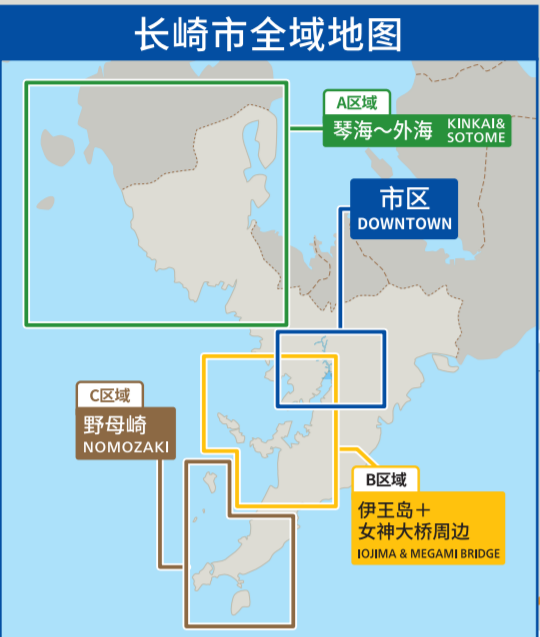 长崎市全域地图
A区域
琴海～外海 KINKAI&
SOTOME
市区
DOWNTOWN
C区域
野母崎
NOMOZAKI
B区域
伊王岛＋
女神大桥周边
IOJIMA & MEGAMI BRIDGE